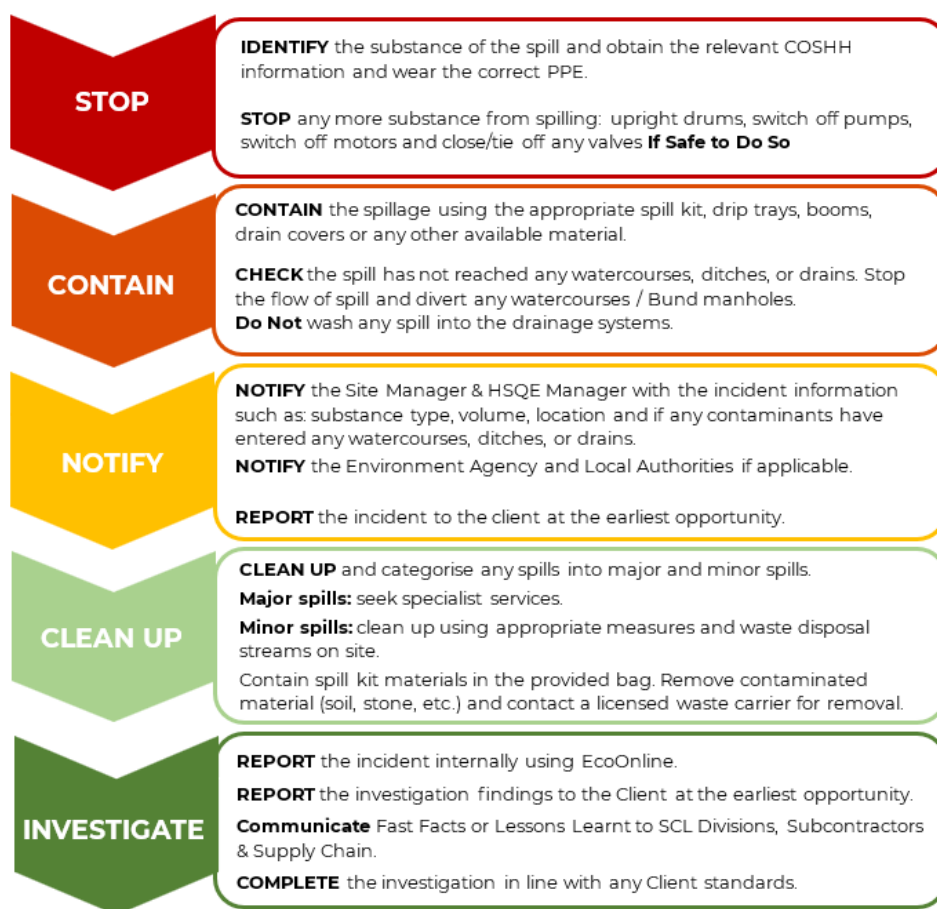 STOP
IDENTIFY the substance of the spill and obtain the relevant COSHH
information and wear the correct PPE.
STOP any more substance from spilling: upright drums, switch off pumps,
switch off motors and close/tie off any valves If Safe to Do So
CONTAIN
CONTAIN the spillage using the appropriate spill kit, drip trays, booms,
drain covers or any other available material.
CHECK the spill has not reached any watercourses, ditches, or drains. Stop
the flow of spill and divert any watercourses / Bund manholes.
Do Not wash any spill into the drainage systems.
NOTIFY
NOTIFY the Site Manager & HSQE Manager with the incident information
such as: substance type, volume, location and if any contaminants have
entered any watercourses, ditches, or drains.
NOTIFY the Environment Agency and Local Authorities if applicable.
REPORT the incident to the client at the earliest opportunity.
CLEAN UP
CLEAN UP and categorise any spills into major and minor spills.
Major spills: seek specialist services.
Minor spills: clean up using appropriate measures and waste disposal
streams on site.
Contain spill kit materials in the provided bag. Remove contaminated
material (soil, stone, etc.) and contact a licensed waste carrier for removal.
INVESTIGATE
REPORT the incident internally using EcoOnline.
REPORT the investigation findings to the Client at the earliest opportunity.
Communicate Fast Facts or Lessons Learnt to SCL Divisions, Subcontractors
& Supply Chain.
COMPLETE the investigation in line with any Client standards.